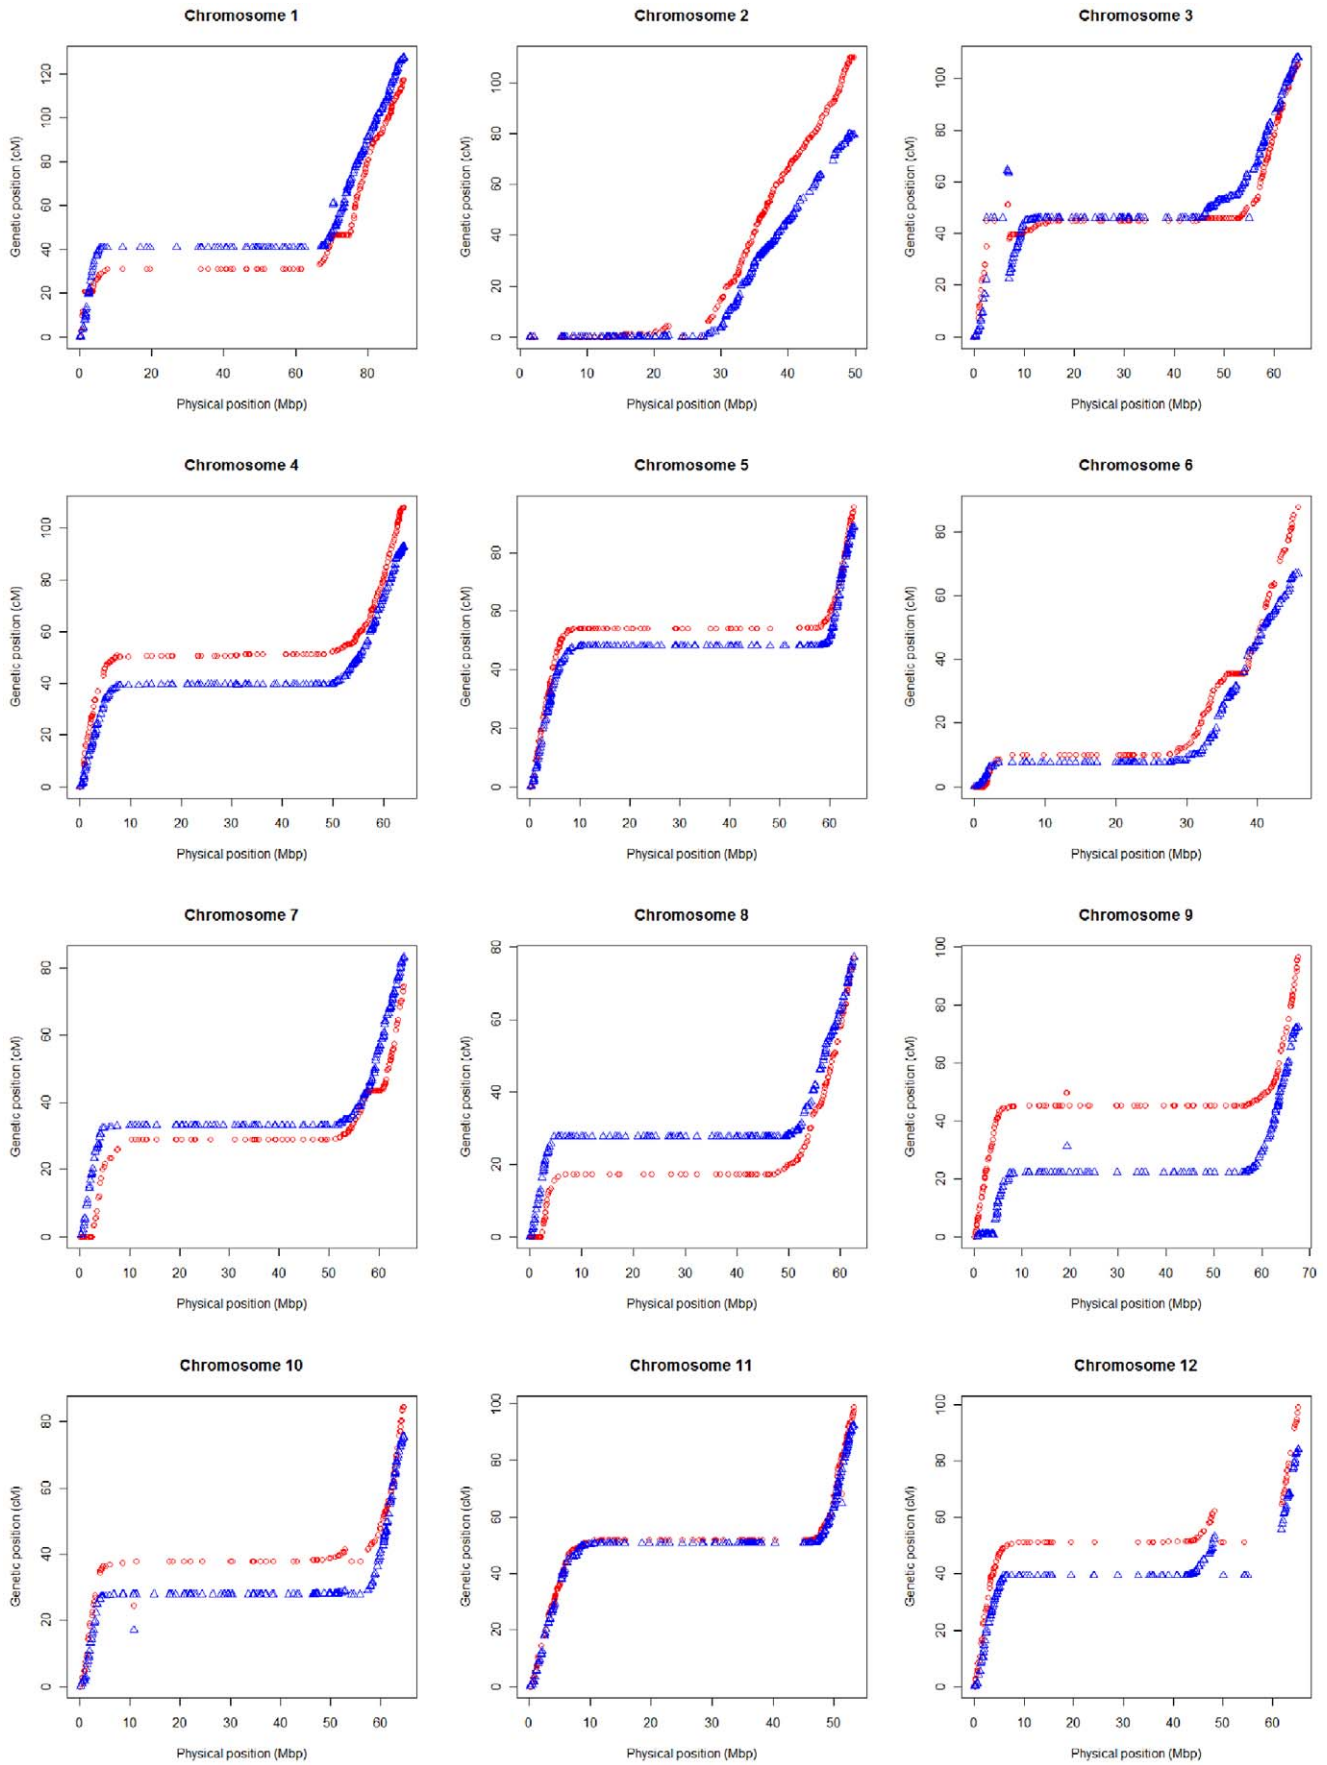 Chromosome 1
Genetic position (cM)
0 20 40 60 80 100 120
0 20 40 60 80
Physical position (Mbp)
Chromosome 2
Genetic position (cM)
0 20 40 60 80 100
0 10 20 30 40 50
Physical position (Mbp)
Chromosome 3
Genetic position (cM)
0 20 40 60 80 100
0 10 20 30 40 50 60
Physical position (Mbp)
Chromosome 4
Genetic position (cM)
0 20 40 60 80 100
0 10 20 30 40 50 60
Physical position (Mbp)
Chromosome 5
Genetic position (cM)
0 20 40 60 80
0 10 20 30 40 50 60
Physical position (Mbp)
Chromosome 6
Genetic position (cM)
0 20 40 60 80
0 10 20 30 40
Physical position (Mbp)
Chromosome 7
Genetic position (cM)
0 20 40 60 80
0 10 20 30 40 50 60
Physical position (Mbp)
Chromosome 8
Genetic position (cM)
0 20 40 60 80
0 10 20 30 40 50 60
Physical position (Mbp)
Chromosome 9
Genetic position (cM)
0 20 40 60 80 100
0 10 20 30 40 50 60 70
Physical position (Mbp)
Chromosome 10
Genetic position (cM)
0 20 40 60 80
0 10 20 30 40 50 60
Physical position (Mbp)
Chromosome 11
Genetic position (cM)
0 20 40 60 80 100
0 10 20 30 40 50
Physical position (Mbp)
Chromosome 12
Genetic position (cM)
0 20 40 60 80 100
0 10 20 30 40 50 60
Physical position (Mbp)